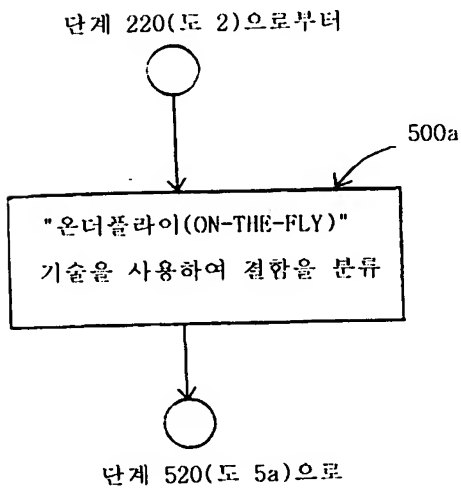 단계 220(도 2)으로부터
500a
"온더플라이(ON-THE-FLY)"
기술을 사용하여 결함을 분류
단계 520(도 5a)으로